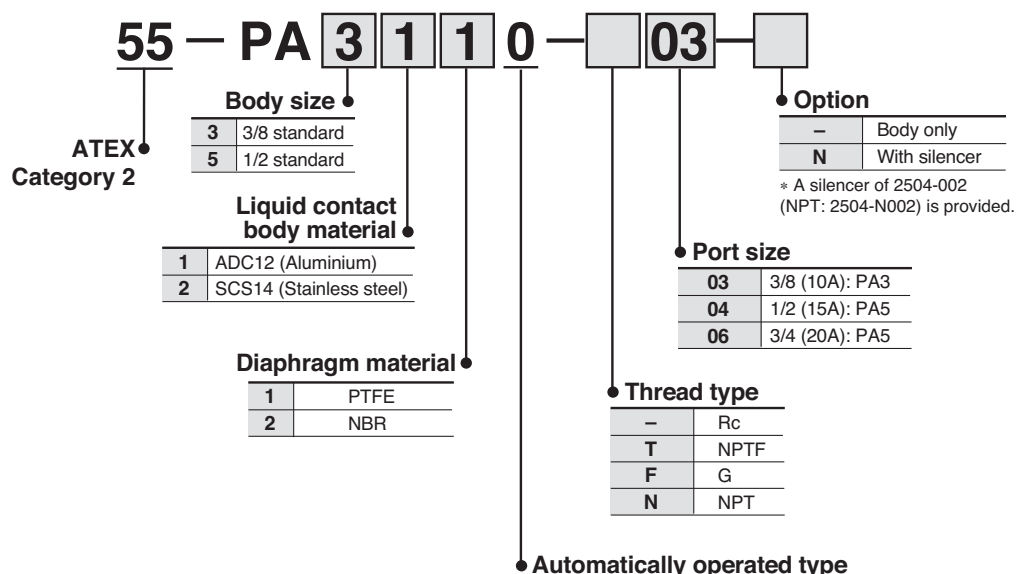 55 — PA 3 1 1 0 — 03 —
Body size
3 3/8 standard
5 1/2 standard
ATEX
Category 2
Liquid contact
body material
1 ADC12 (Aluminium)
2 SCS14 (Stainless steel)
Diaphragm material
1 PTFE
2 NBR
Option
– Body only
N With silencer
* A silencer of 2504-002
(NPT: 2504-N002) is provided.
Port size
03 3/8 (10A): PA3
04 1/2 (15A): PA5
06 3/4 (20A): PA5
Thread type
– Rc
T NPTF
F G
N NPT
Automatically operated type